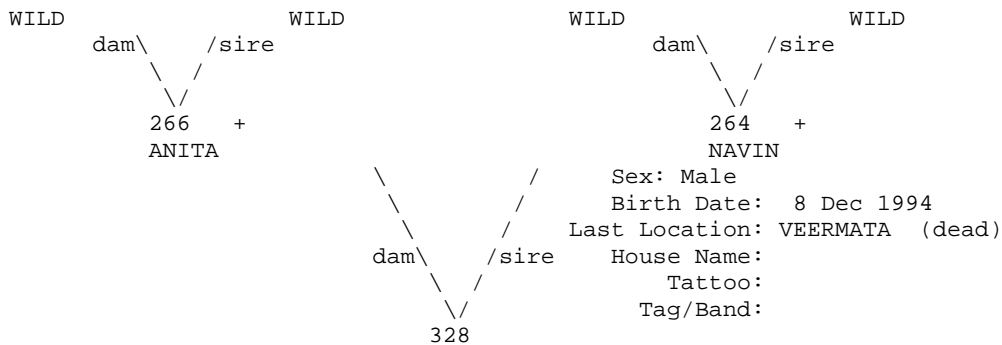 WILD WILD WILD WILD
dam\ /sire dam\ /sire
\ / \ /
\/ \/
266 + 264 +
ANITA NAVIN
\ / Sex: Male
\ / Birth Date: 8 Dec 1994
\ / Last Location: VEERMATA (dead)
dam\ /sire House Name:
\ / Tattoo:
\/ Tag/Band:
328